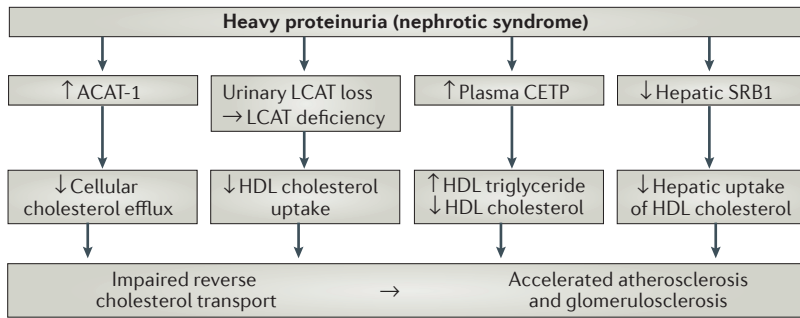 Heavy proteinuria (nephrotic syndrome)
↑ ACAT-1
Urinary LCAT loss
→ LCAT deficiency
↑ Plasma CETP
↓ Hepatic SRB1
↓ Cellular
cholesterol efflux
↓ HDL cholesterol
uptake
↑ HDL triglyceride
↓ HDL cholesterol
↓ Hepatic uptake
of HDL cholesterol
Impaired reverse
cholesterol transport
→
Accelerated atherosclerosis
and glomerulosclerosis